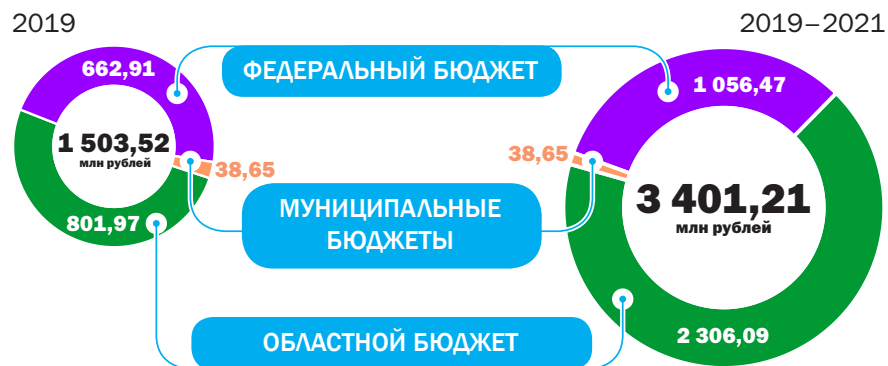 2019
2019–2021
662,91
ФЕДЕРАЛЬНЫЙ БЮДЖЕТ
1 056,47
1 503,52
млн рублей
38,65
38,65
801,97
МУНИЦИПАЛЬНЫЕ
БЮДЖЕТЫ
3 401,21
млн рублей
ОБЛАСТНОЙ БЮДЖЕТ
2 306,09